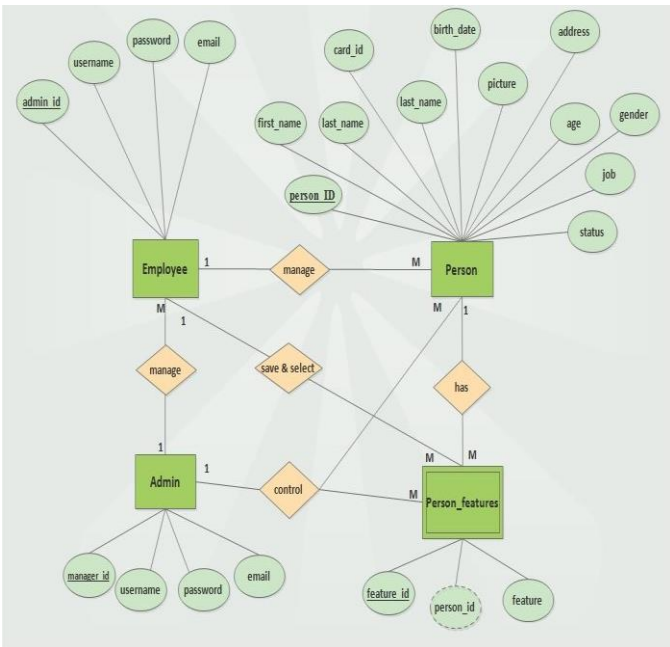 birth_date
address
password
email
card_id
username
picture
last_name
admin_id
gender
first_name
last_name
age
job
person_ID
status
Employee
1
manage
M
Person
M
1
M
1
manage
save & select
has
1
M
M
Admin
1
control
M
Person_features
manager_id
username
password
email
feature_id
person_id
feature